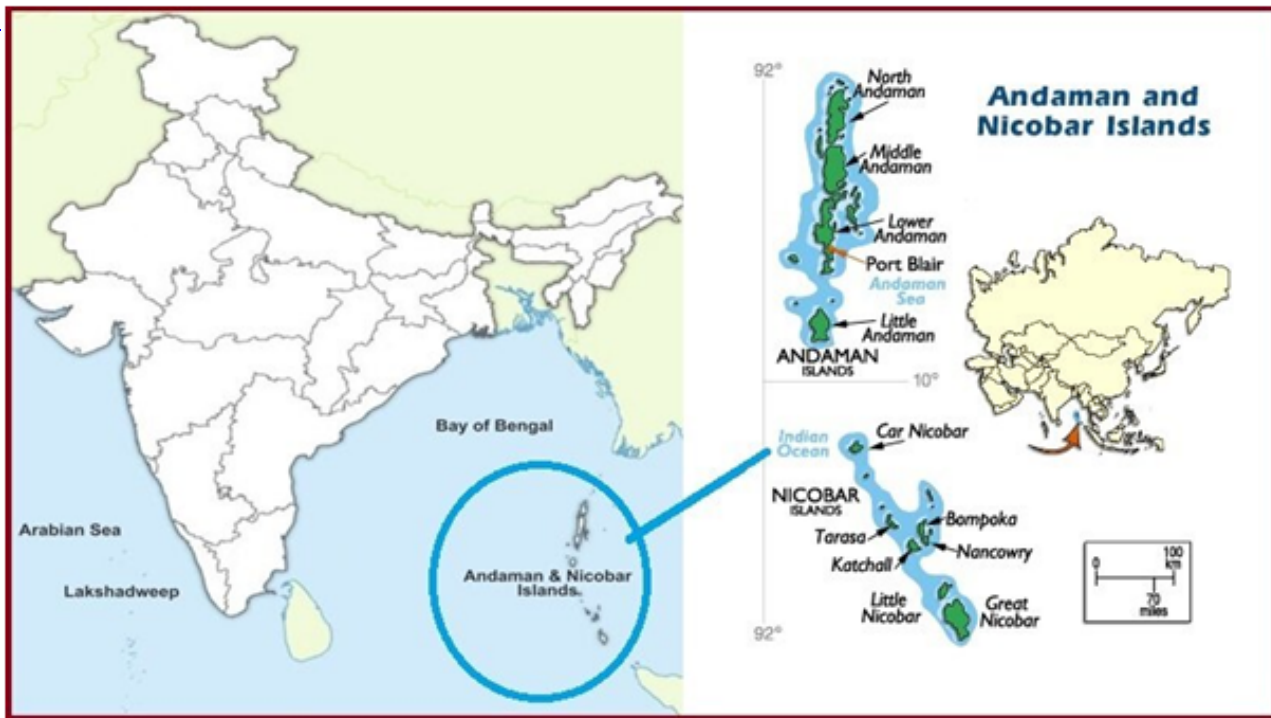 Bay of Bengal
Arabian Sea
Lakshadweep
Andaman & Nicobar
Islands
Andaman and
Nicobar Islands
92°
North
Andaman
Middle
Andaman
Lower
Andaman
Port Blair
Andaman
Sea
Little
Andaman
ANDAMAN
ISLANDS
10°
Indian
Ocean
Car Nicobar
NICOBAR
ISLANDS
Tarasa
Bompoka
Katchall
Nancowry
Little
Nicobar
Great
Nicobar
92°
0
100
km
70
miles